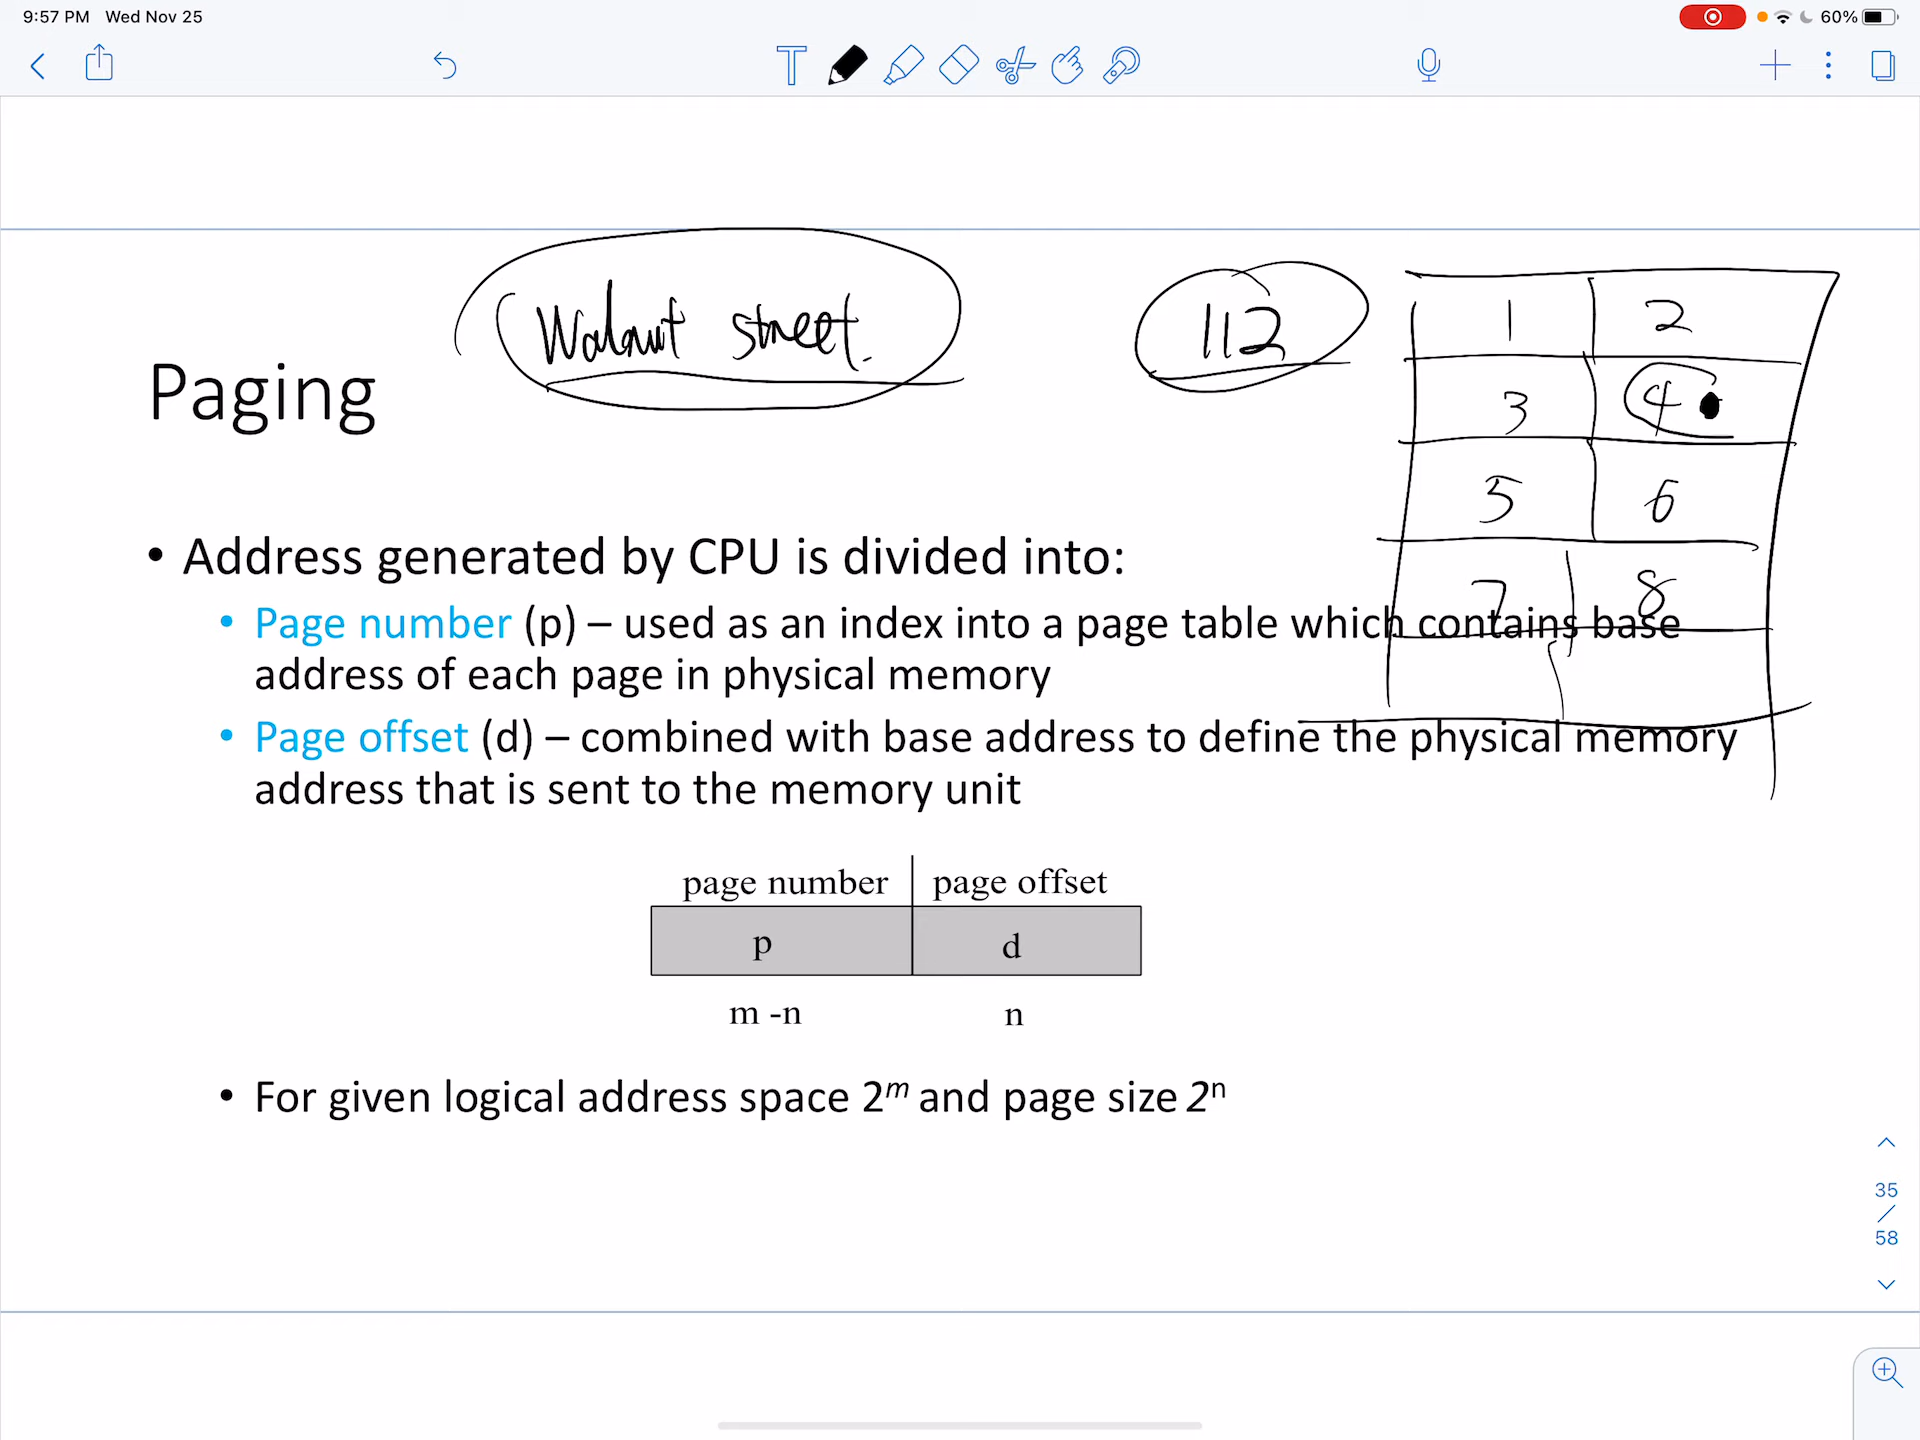 9:57 PM Wed Nov 25
60%
T
Walnut street.
112
1 2
3 4
5 6
7 8
Paging
• Address generated by CPU is divided into:
• Page number (p) – used as an index into a page table which contains base
address of each page in physical memory
• Page offset (d) – combined with base address to define the physical memory
address that is sent to the memory unit
page number page offset
p d
m -n n
• For given logical address space 2ᵐ and page size 2ⁿ
35
/
58